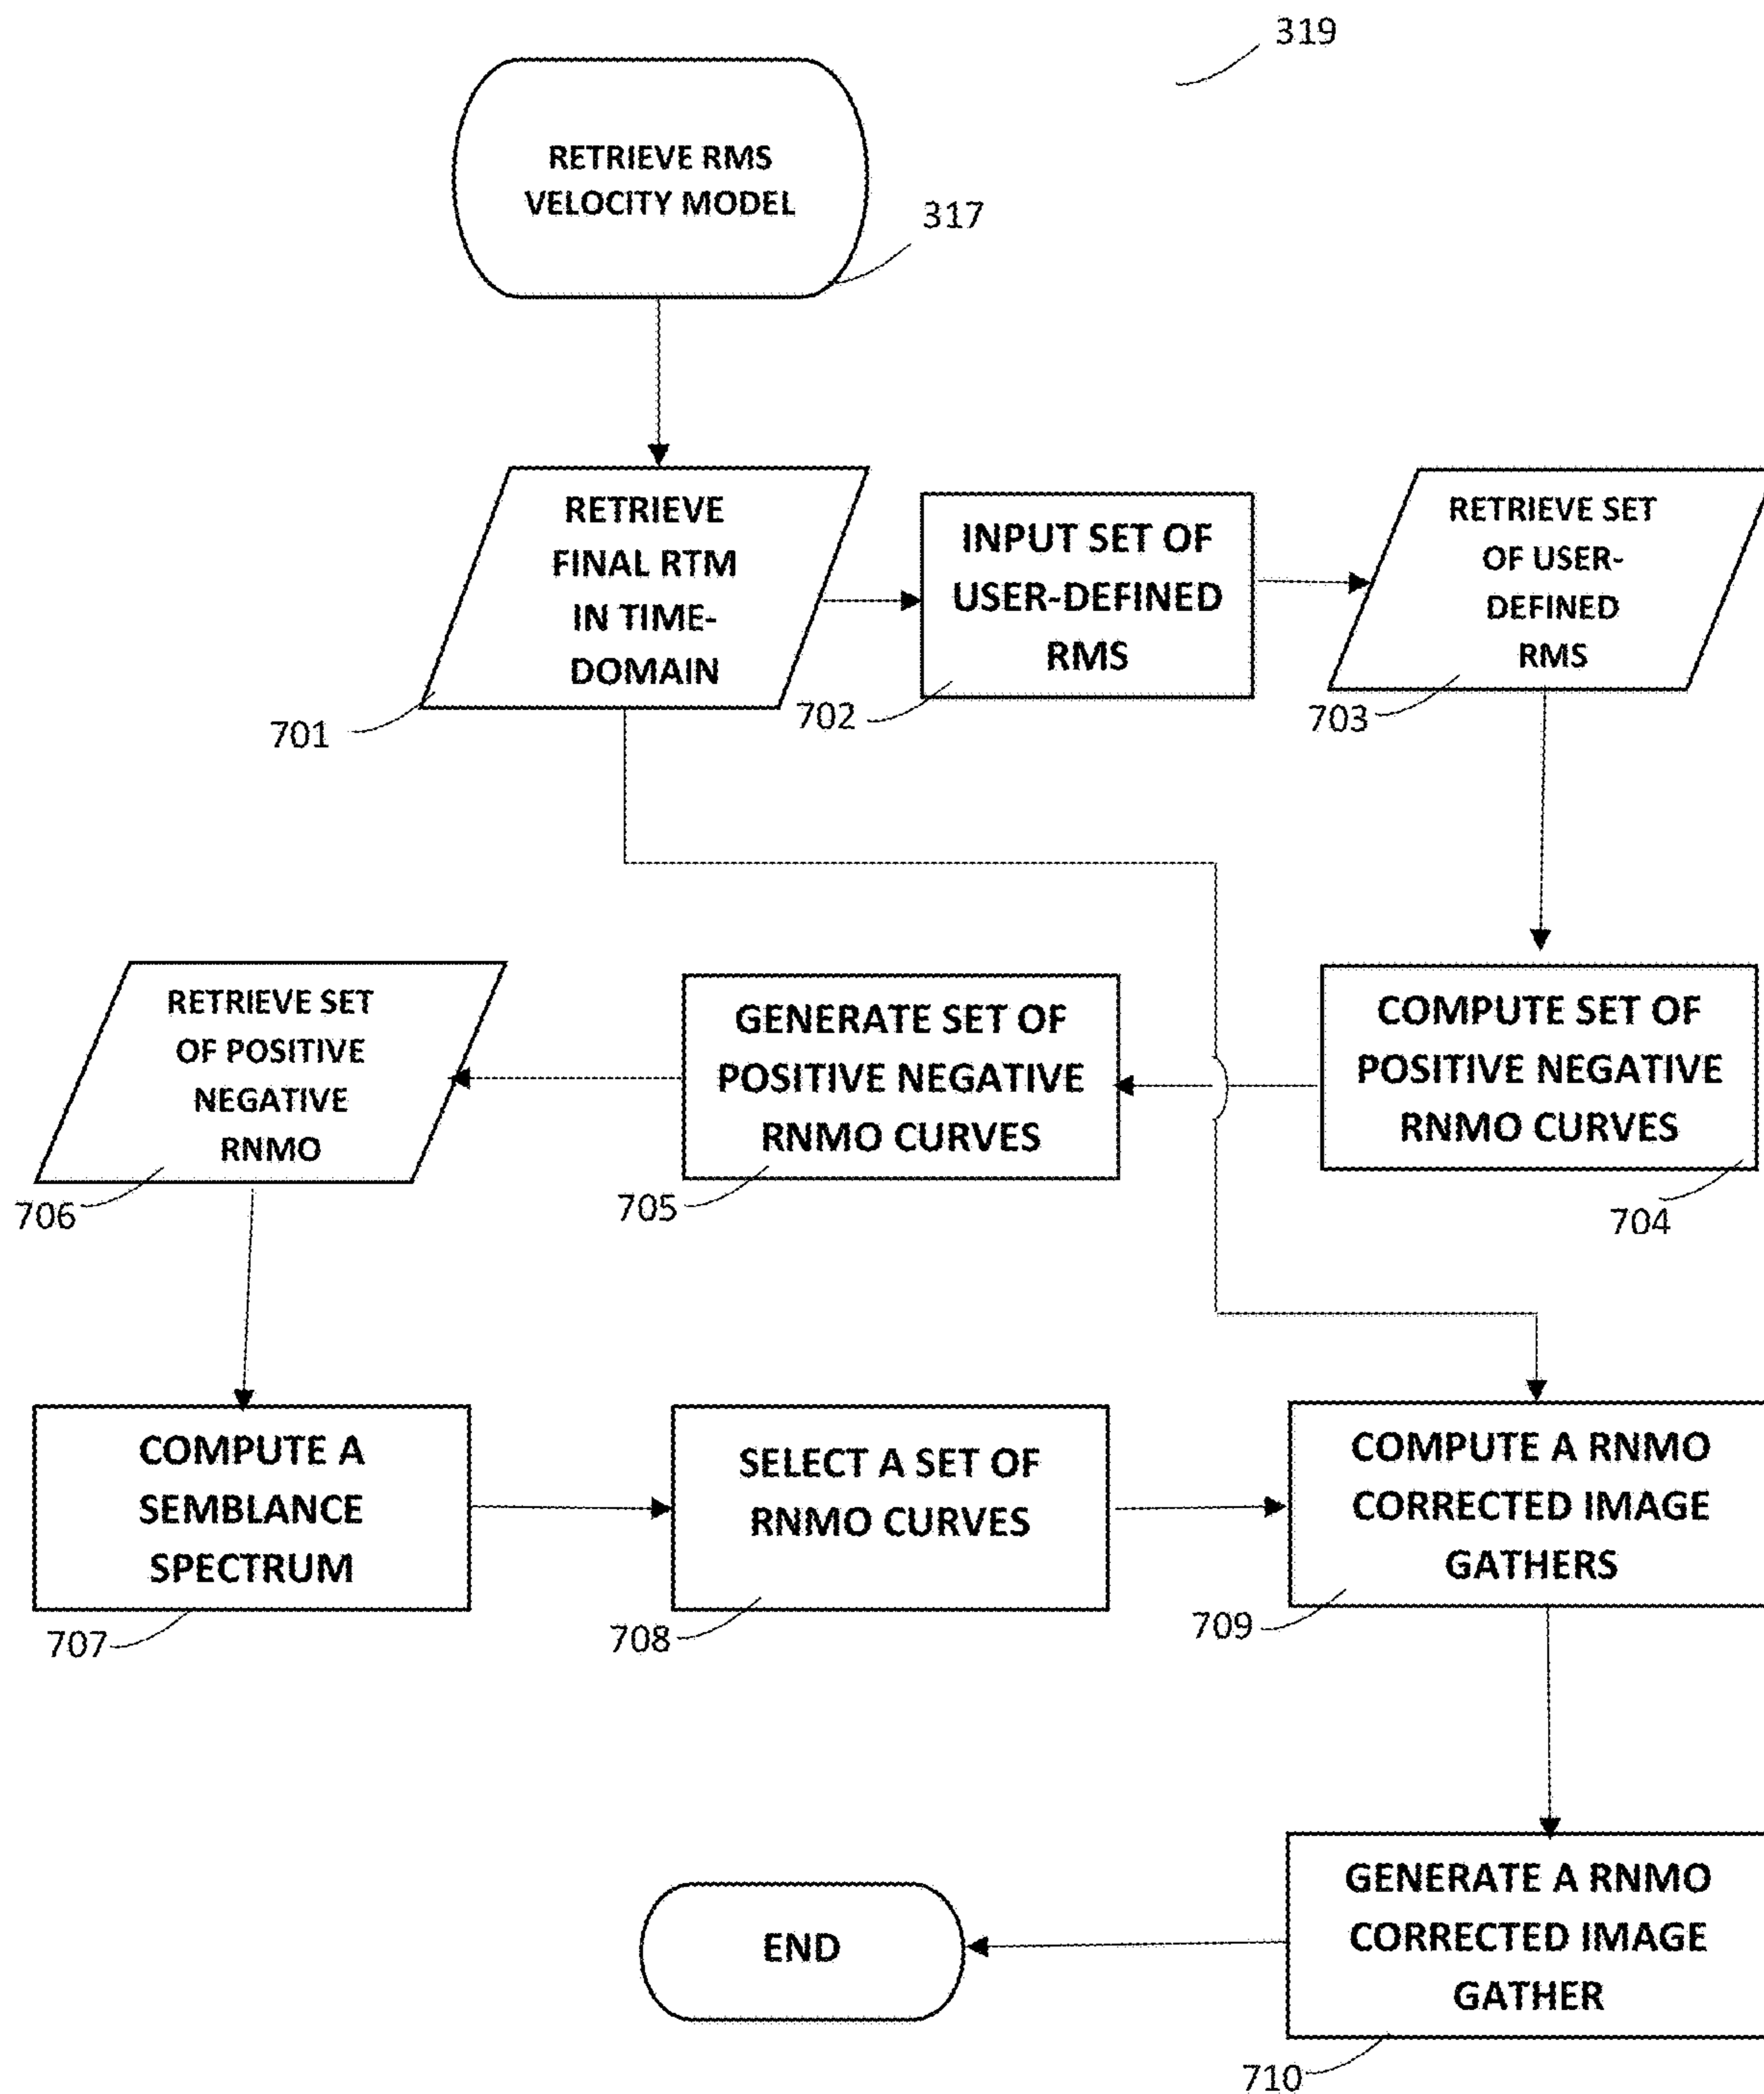 319
RETRIEVE RMS
VELOCITY MODEL
317
RETRIEVE
FINAL RTM
IN TIME-
DOMAIN
701
INPUT SET OF
USER-DEFINED
RMS
702
RETRIEVE SET
OF USER-
DEFINED
RMS
703
COMPUTE SET OF
POSITIVE NEGATIVE
RNMO CURVES
704
GENERATE SET OF
POSITIVE NEGATIVE
RNMO CURVES
705
RETRIEVE SET
OF POSITIVE
NEGATIVE
RNMO
706
COMPUTE A
SEMBLANCE
SPECTRUM
707
SELECT A SET OF
RNMO CURVES
708
COMPUTE A RNMO
CORRECTED IMAGE
GATHERS
709
GENERATE A RNMO
CORRECTED IMAGE
GATHER
710
END